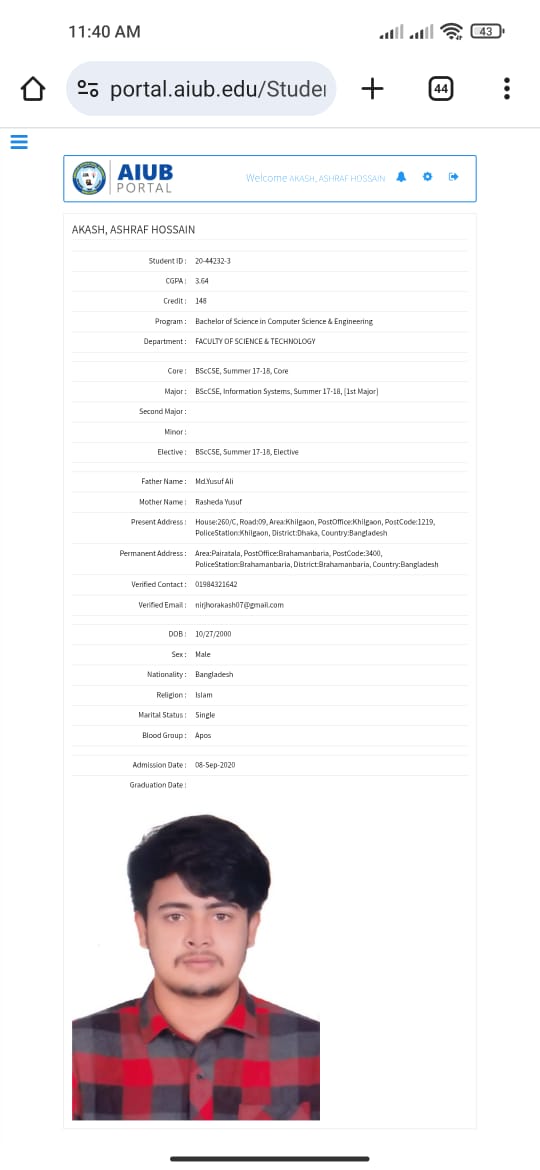 11:40 AM
43
portal.aiub.edu/Studen
44
AIUB
PORTAL
Welcome AKASH, ASHRAF HOSSAIN
AKASH, ASHRAF HOSSAIN
Student ID : 20-44232-3
CGPA : 3.64
Credit : 148
Program : Bachelor of Science in Computer Science & Engineering
Department : FACULTY OF SCIENCE & TECHNOLOGY
Core : BScCSE, Summer 17-18, Core
Major : BScCSE, Information Systems, Summer 17-18, [1st Major]
Second Major :
Minor :
Elective : BScCSE, Summer 17-18, Elective
Father Name : Md.Yusuf Ali
Mother Name : Rasheda Yusuf
Present Address : House:260/C, Road:09, Area:Khilgaon, PostOffice:Khilgaon, PostCode:1219,
PoliceStation:Khilgaon, District:Dhaka, Country:Bangladesh
Permanent Address : Area:Pairatala, PostOffice:Brahamanbaria, PostCode:3400,
PoliceStation:Brahamanbaria, District:Brahamanbaria, Country:Bangladesh
Verified Contact : 01984321642
Verified Email : nirjhorakash07@gmail.com
DOB : 10/27/2000
Sex : Male
Nationality : Bangladesh
Religion : Islam
Marital Status : Single
Blood Group : Apos
Admission Date : 08-Sep-2020
Graduation Date :